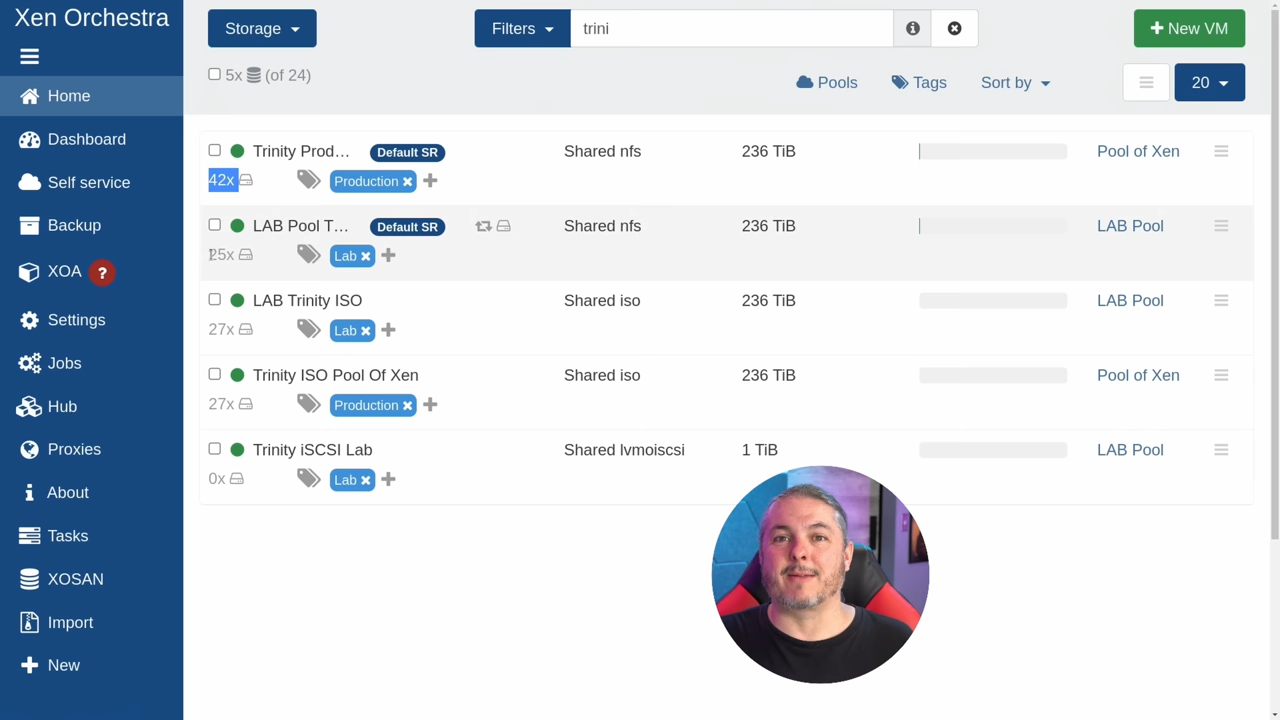 Xen Orchestra
Home
Dashboard
Self service
Backup
XOA ?
Settings
Jobs
Hub
Proxies
About
Tasks
XOSAN
Import
New
Storage
Filters trini
New VM
5x (of 24)
Pools Tags Sort by 20
Trinity Prod… Default SR Shared nfs 236 TiB Pool of Xen
42x Production
LAB Pool T… Default SR Shared nfs 236 TiB LAB Pool
25x Lab
LAB Trinity ISO Shared iso 236 TiB LAB Pool
27x Lab
Trinity ISO Pool Of Xen Shared iso 236 TiB Pool of Xen
27x Production
Trinity iSCSI Lab Shared lvmoiscsi 1 TiB LAB Pool
0x Lab